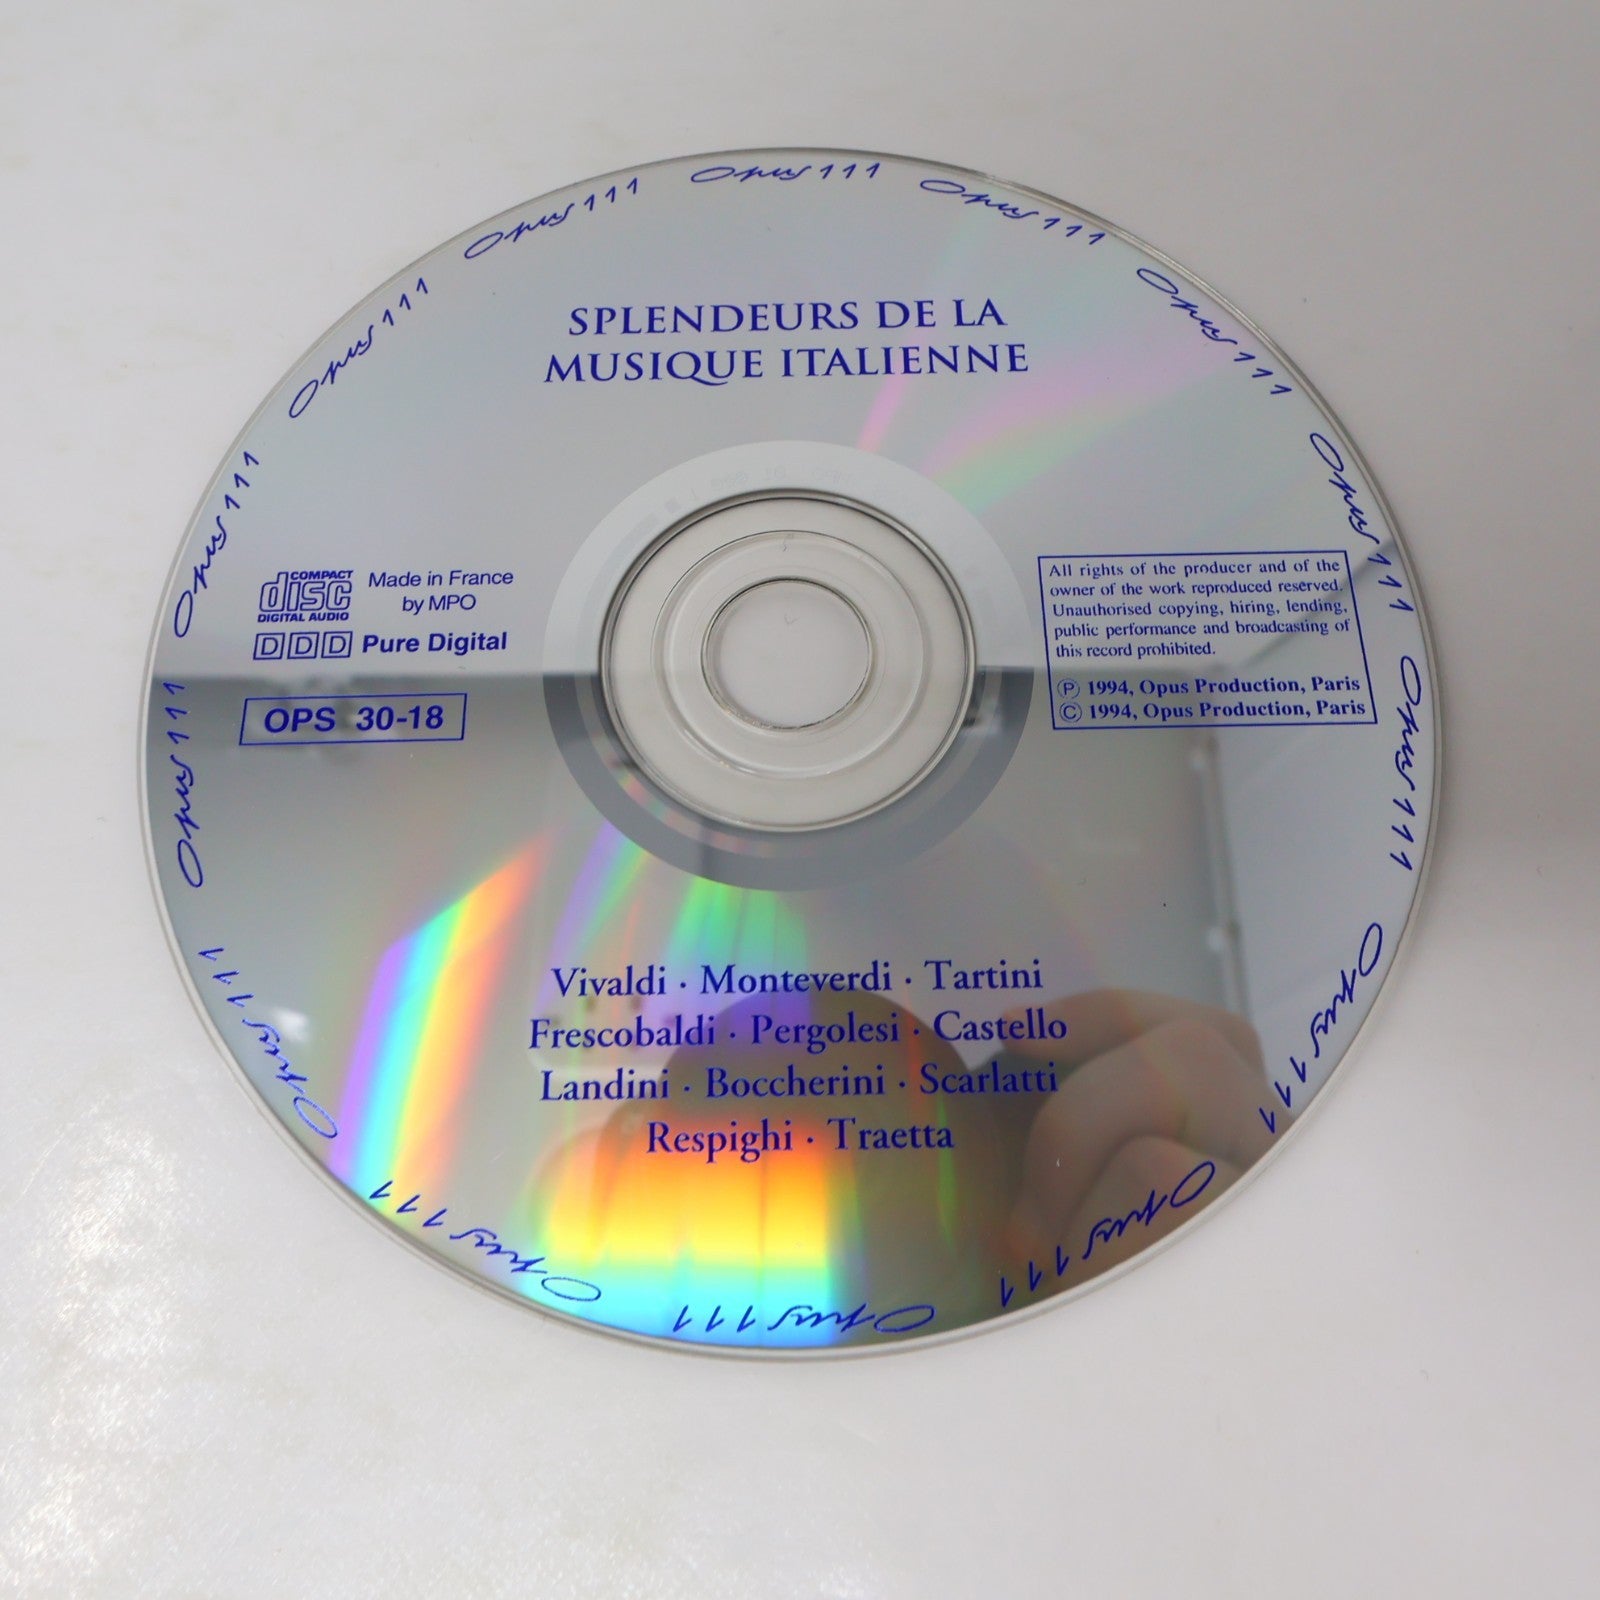 Opus 111
Opus 111
Opus 111
Opus 111
Opus 111
Opus 111
Opus 111
Opus 111
Opus 111
Opus 111
Opus 111
Opus 111
Opus 111
Opus 111
SPLENDEURS DE LA
MUSIQUE ITALIENNE
COMPACT
disc
DIGITAL AUDIO
Made in France
by MPO
DDD Pure Digital
OPS 30-18
All rights of the producer and of the
owner of the work reproduced reserved.
Unauthorised copying, hiring, lending,
public performance and broadcasting of
this record prohibited.
Ⓟ 1994, Opus Production, Paris
© 1994, Opus Production, Paris
Vivaldi · Monteverdi · Tartini
Frescobaldi · Pergolesi · Castello
Landini · Boccherini · Scarlatti
Respighi · Traetta